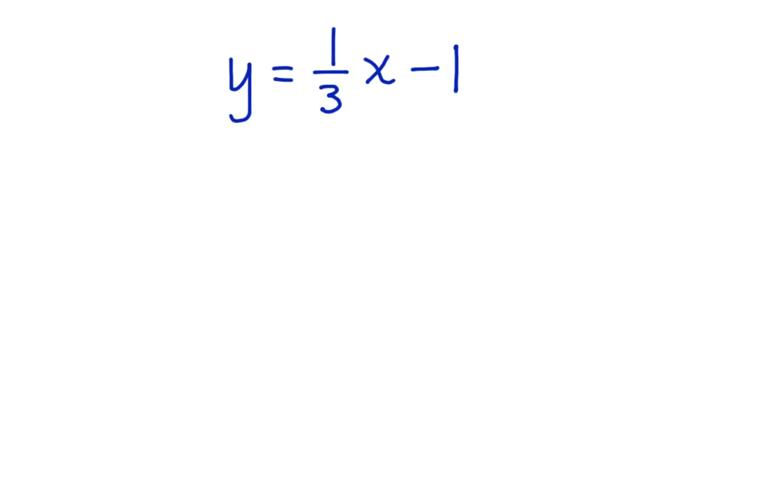 y = 1/3 x - 1